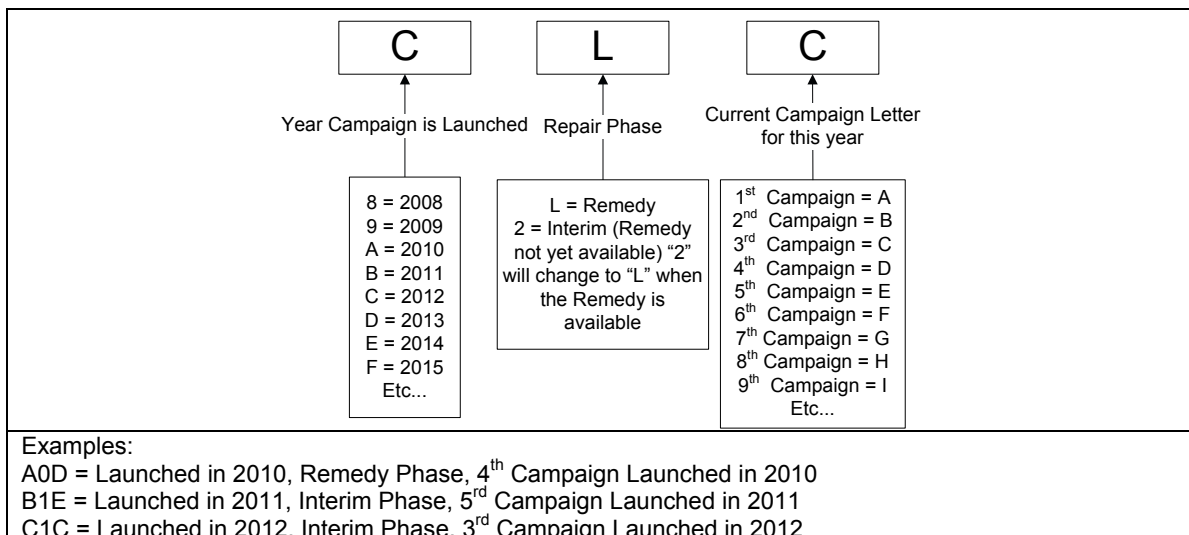 C L C
Year Campaign is Launched
Repair Phase
Current Campaign Letter
for this year
8 = 2008
9 = 2009
A = 2010
B = 2011
C = 2012
D = 2013
E = 2014
F = 2015
Etc...
L = Remedy
2 = Interim (Remedy
not yet available) “2”
will change to “L” when
the Remedy is
available
1st Campaign = A
2nd Campaign = B
3rd Campaign = C
4th Campaign = D
5th Campaign = E
6th Campaign = F
7th Campaign = G
8th Campaign = H
9th Campaign = I
Etc...
Examples:
A0D = Launched in 2010, Remedy Phase, 4th Campaign Launched in 2010
B1E = Launched in 2011, Interim Phase, 5rd Campaign Launched in 2011
C1C = Launched in 2012, Interim Phase, 3rd Campaign Launched in 2012